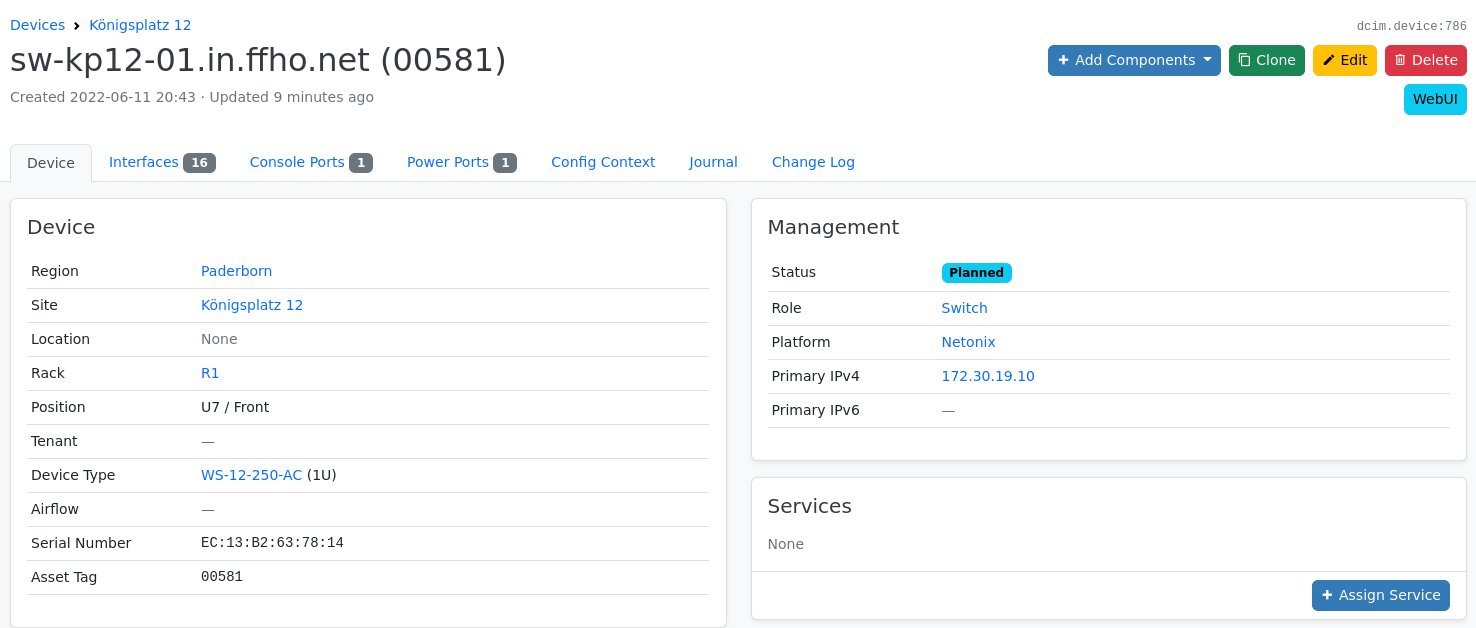 Devices > Königsplatz 12
dcim.device:786
sw-kp12-01.in.ffho.net (00581)
+ Add Components Clone Edit Delete
Created 2022-06-11 20:43 · Updated 9 minutes ago
WebUI
Device Interfaces 16 Console Ports 1 Power Ports 1 Config Context Journal Change Log
Device
Region Paderborn
Site Königsplatz 12
Location None
Rack R1
Position U7 / Front
Tenant —
Device Type WS-12-250-AC (1U)
Airflow —
Serial Number EC:13:B2:63:78:14
Asset Tag 00581
Management
Status Planned
Role Switch
Platform Netonix
Primary IPv4 172.30.19.10
Primary IPv6 —
Services
None
+ Assign Service